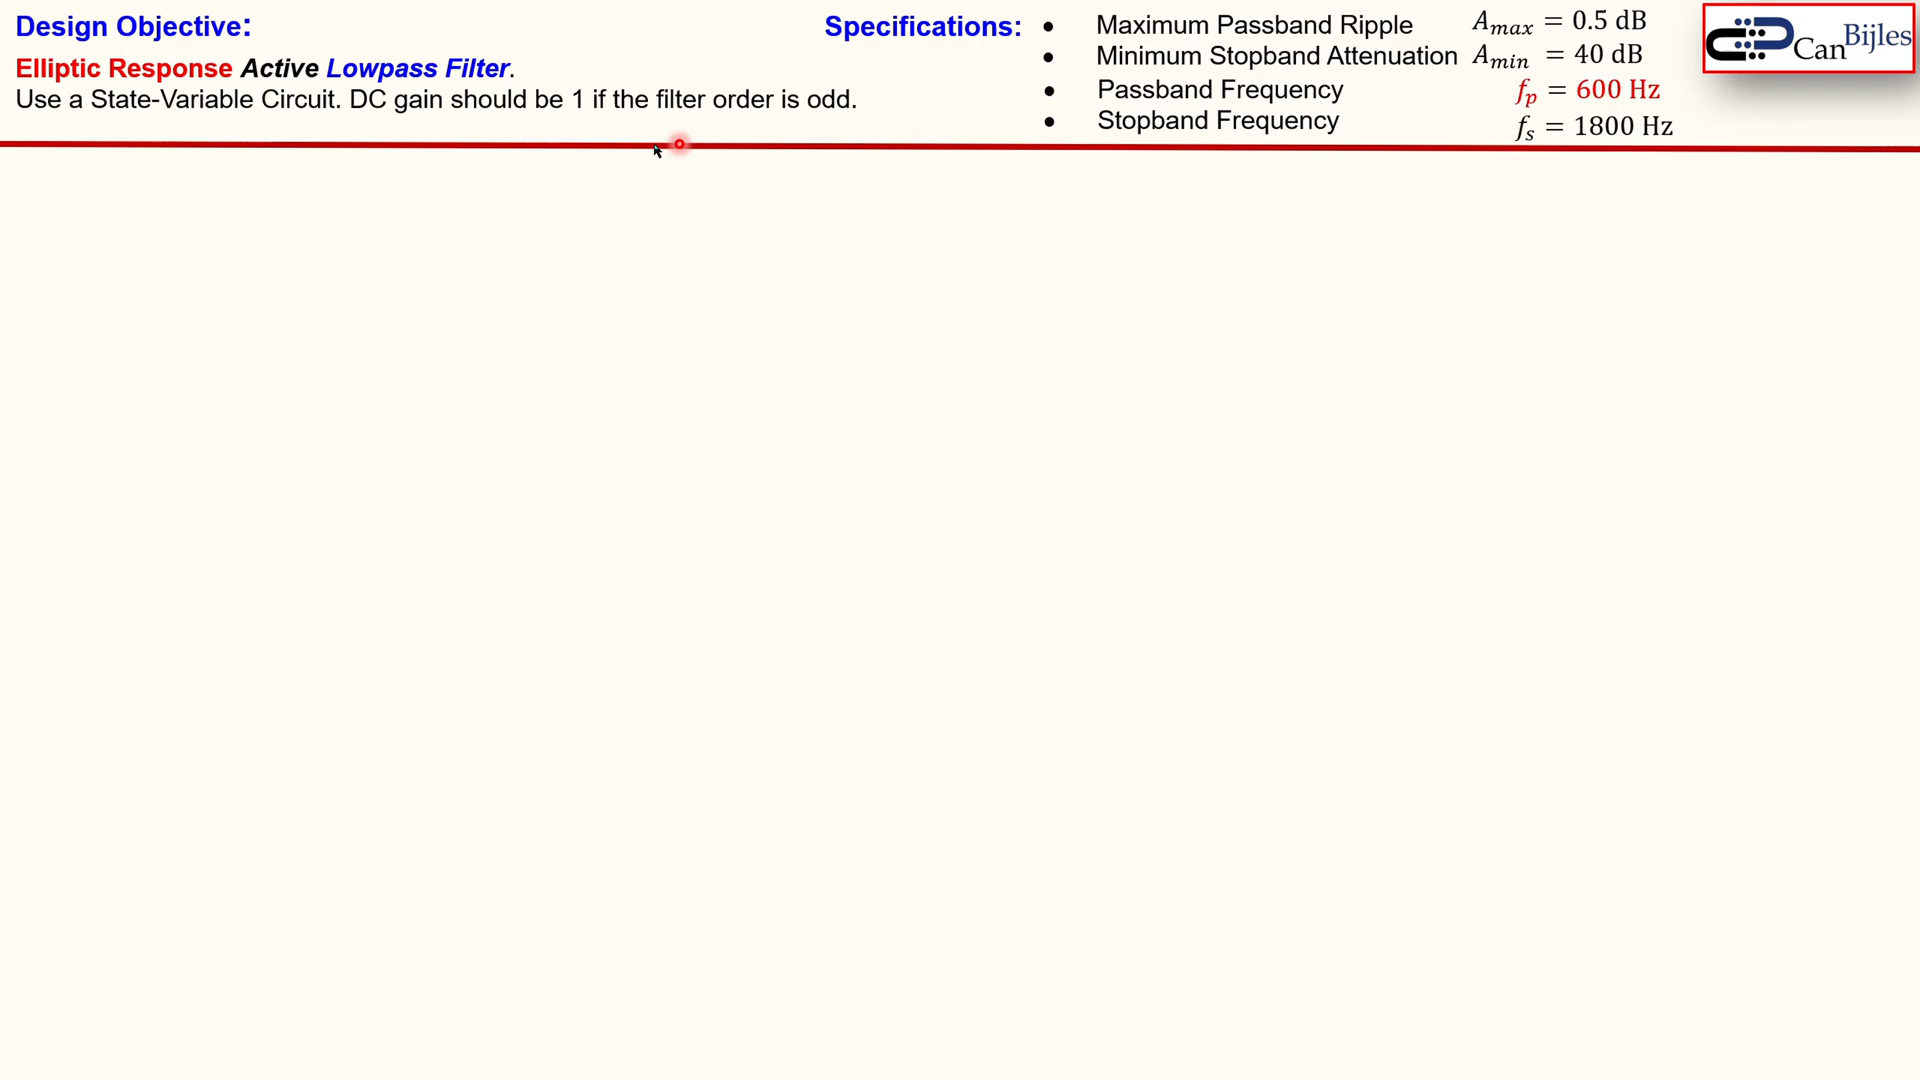 Design Objective:
Elliptic Response Active Lowpass Filter.
Use a State-Variable Circuit. DC gain should be 1 if the filter order is odd.
Specifications:
• Maximum Passband Ripple A_max = 0.5 dB
• Minimum Stopband Attenuation A_min = 40 dB
• Passband Frequency f_p = 600 Hz
• Stopband Frequency f_s = 1800 Hz
CanBijles